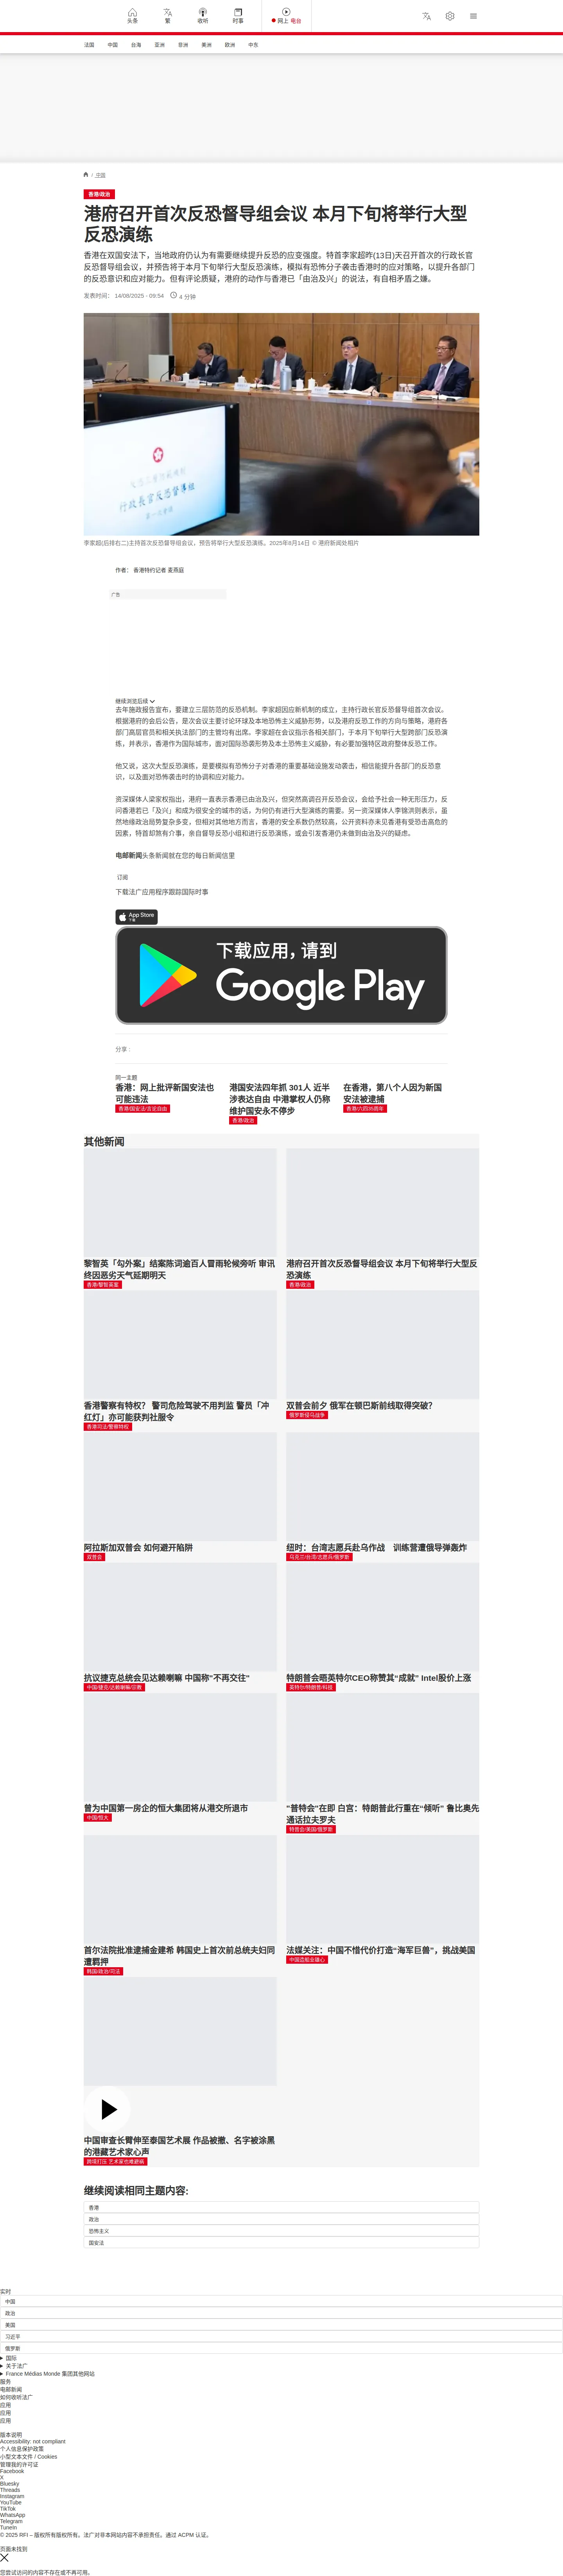 头条
繁
收听
时事
网上 电台
法国
中国
台海
亚洲
非洲
美洲
欧洲
中东
/ 中国
香港/政治
港府召开首次反恐督导组会议 本月下旬将举行大型
反恐演练
香港在双国安法下，当地政府仍认为有需要继续提升反恐的应变强度。特首李家超昨(13日)天召开首次的行政长官
反恐督导组会议，并预告将于本月下旬举行大型反恐演练，模拟有恐怖分子袭击香港时的应对策略，以提升各部门
的反恐意识和应对能力。但有评论质疑，港府的动作与香港已「由治及兴」的说法，有自相矛盾之嫌。
发表时间： 14/08/2025 - 09:54
4 分钟
行政長官反恐督導組
李家超(后排右二)主持首次反恐督导组会议，预告将举行大型反恐演练。2025年8月14日 © 港府新闻处相片
作者： 香港特约记者 麦燕庭
广告
继续浏览后续
去年施政报告宣布，要建立三层防范的反恐机制。李家超因应新机制的成立，主持行政长官反恐督导组首次会议。
根据港府的会后公告，是次会议主要讨论环球及本地恐怖主义威胁形势，以及港府反恐工作的方向与策略，港府各
部门高层官员和相关执法部门的主管均有出席。李家超在会议指示各相关部门，于本月下旬举行大型跨部门反恐演
练，并表示，香港作为国际城市，面对国际恐袭形势及本土恐怖主义威胁，有必要加强特区政府整体反恐工作。
他又说，这次大型反恐演练，是要模拟有恐怖分子对香港的重要基础设施发动袭击，相信能提升各部门的反恐意
识，以及面对恐怖袭击时的协调和应对能力。
资深媒体人梁家权指出，港府一直表示香港已由治及兴，但突然高调召开反恐会议，会给予社会一种无形压力，反
问香港若已「及兴」和成为很安全的城市的话，为何仍有进行大型演练的需要。另一资深媒体人李锦洪则表示，虽
然地缘政治局势复杂多变，但相对其他地方而言，香港的安全系数仍然较高，公开资料亦未见香港有受恐击高危的
因素，特首却煞有介事，亲自督导反恐小组和进行反恐演练，或会引发香港仍未做到由治及兴的疑虑。
电邮新闻头条新闻就在您的每日新闻信里
订阅
下载法广应用程序跟踪国际时事
App Store
下载
下载应用，请到
Google Play
分享 :
同一主题
香港：网上批评新国安法也
可能违法
香港/国安法/言论自由
港国安法四年抓 301人 近半
涉表达自由 中港掌权人仍称
维护国安永不停步
香港/政治
在香港，第八个人因为新国
安法被逮捕
香港/六四35週年
其他新闻
黎智英「勾外案」结案陈词逾百人冒雨轮候旁听 审讯
终因恶劣天气延期明天
香港/黎智英案
港府召开首次反恐督导组会议 本月下旬将举行大型反
恐演练
香港/政治
香港警察有特权？ 警司危险驾驶不用判监 警员「冲
红灯」亦可能获判社服令
香港司法/警察特权
双普会前夕 俄军在顿巴斯前线取得突破？
俄罗斯侵乌战争
阿拉斯加双普会 如何避开陷阱
双普会
纽时：台湾志愿兵赴乌作战　训练营遭俄导弹轰炸
乌克兰/台湾/志愿兵/俄罗斯
抗议捷克总统会见达赖喇嘛 中国称"不再交往"
中国/捷克/达赖喇嘛/宗教
特朗普会晤英特尔CEO称赞其“成就” Intel股价上涨
英特尔/特朗普/科技
曾为中国第一房企的恒大集团将从港交所退市
中国/恒大
"普特会"在即 白宫：特朗普此行重在“倾听” 鲁比奥先
通话拉夫罗夫
特普会/美国/俄罗斯
首尔法院批准逮捕金建希 韩国史上首次前总统夫妇同
遭羁押
韩国/政治/司法
法媒关注：中国不惜代价打造“海军巨兽”，挑战美国
中国造船业雄心
中国审查长臂伸至泰国艺术展 作品被撤、名字被涂黑
的港藏艺术家心声
跨境打压 艺术家也难避祸
继续阅读相同主题内容:
香港
政治
恐怖主义
国安法
实时
中国
政治
美国
习近平
俄罗斯
国际
关于法广
France Médias Monde 集团其他网站
服务
电邮新闻
如何收听法广
应用
应用
应用
版本说明
Accessibility: not compliant
个人信息保护政策
小型文本文件 / Cookies
管理我的许可证
Facebook
X
Bluesky
Threads
Instagram
YouTube
TikTok
WhatsApp
Telegram
TuneIn
© 2025 RFI – 版权所有版权所有。法广对非本网站内容不承担责任。通过 ACPM 认证。
页面未找到
您尝试访问的内容不存在或不再可用。